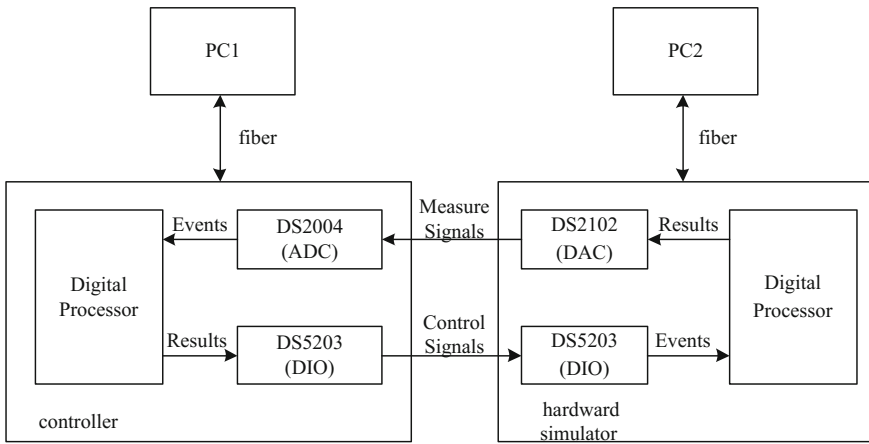 PC1
PC2
fiber
fiber
Measure
Signals
Events
DS2004
(ADC)
DS2102
(DAC)
Results
Digital
Processor
Digital
Processor
Results
DS5203
(DIO)
Control
Signals
DS5203
(DIO)
Events
controller
hardward
simulator